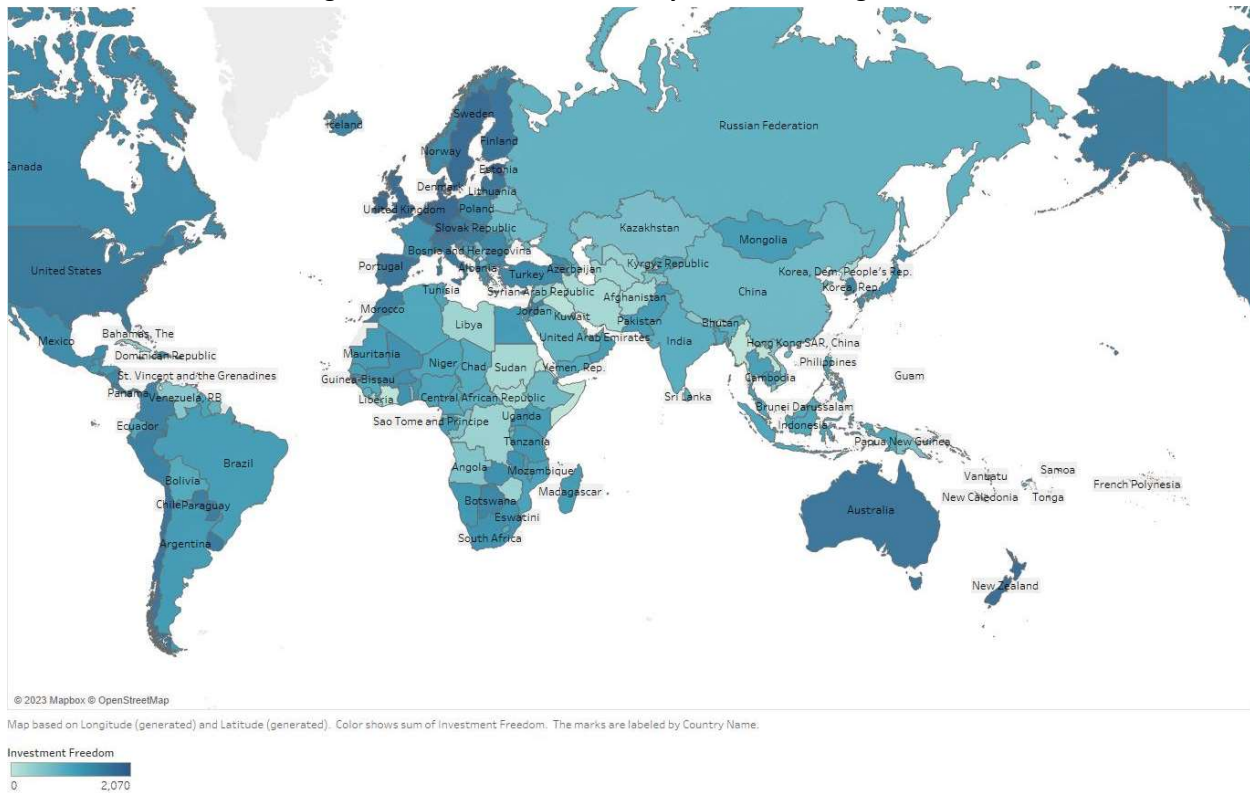 Iceland
Sweden
Norway
Finland
Russian Federation
Estonia
Canada
Denmark
Lithuania
United Kingdom
Poland
Slovak Republic
Kazakhstan
Mongolia
Bosnia and Herzegovina
United States
Portugal
Albania
Turkey
Azerbaijan
Kyrgyz Republic
Korea, Dem. People's Rep.
Korea, Rep.
Tunisia
Syrian Arab Republic
Afghanistan
China
Morocco
Jordan
Kuwait
Libya
Pakistan
Bhutan
Bahamas, The
Mexico
United Arab Emirates
India
Hong Kong SAR, China
Dominican Republic
Mauritania
Niger
Chad
Sudan
Yemen, Rep.
Philippines
St. Vincent and the Grenadines
Guinea-Bissau
Guam
Cambodia
Panama
Venezuela, RB
Liberia
Central African Republic
Sri Lanka
Brunei Darussalam
Ecuador
Sao Tome and Principe
Uganda
Indonesia
Tanzania
Papua New Guinea
Brazil
Angola
Mozambique
Samoa
Bolivia
Vanuatu
French Polynesia
Madagascar
Botswana
New Caledonia
Tonga
Chile
Paraguay
Eswatini
Australia
South Africa
Argentina
New Zealand
© 2023 Mapbox © OpenStreetMap
Map based on Longitude (generated) and Latitude (generated). Color shows sum of Investment Freedom. The marks are labeled by Country Name.
Investment Freedom
0 2,070